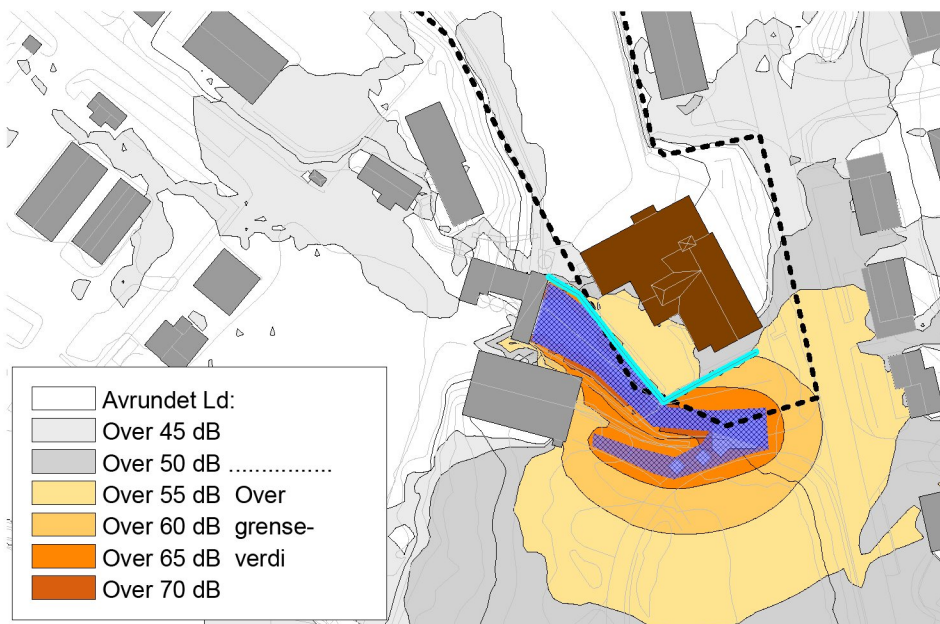 Avrundet Ld:
Over 45 dB
Over 50 dB ................
Over 55 dB Over
Over 60 dB grense-
Over 65 dB verdi
Over 70 dB